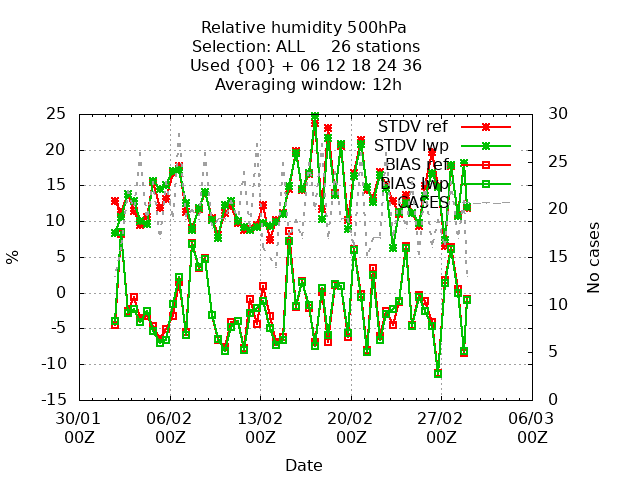 Relative humidity 500hPa
Selection: ALL 26 stations
Used {00} + 06 12 18 24 36
Averaging window: 12h
25 30
STDV ref
20 STDV lwp 25
BIAS ref
15 BIAS lwp
CASES 20
10
5 15
0
10
-5
5
-10
-15 0
%
No cases
30/01 06/02 13/02 20/02 27/02 06/03
00Z 00Z 00Z 00Z 00Z 00Z
Date